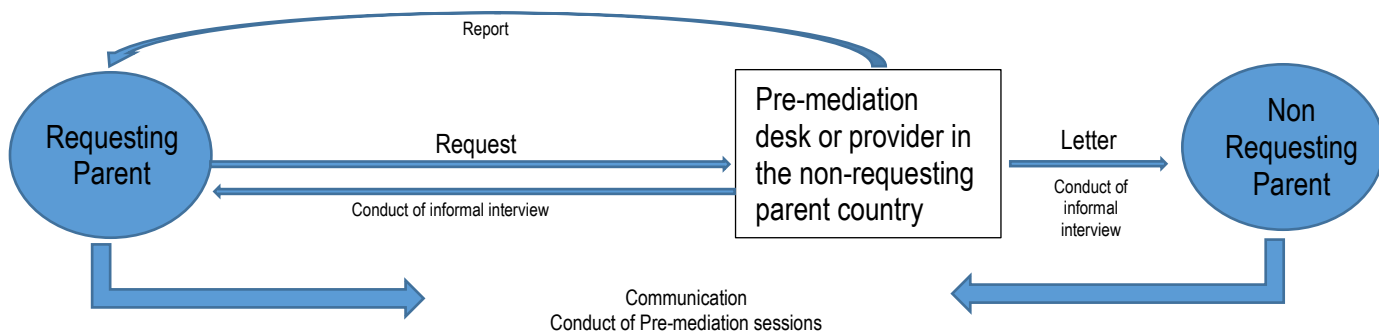 Report
Requesting
Parent
Request
Conduct of informal interview
Pre-mediation
desk or provider in
the non-requesting
parent country
Letter
Conduct of
informal
interview
Non
Requesting
Parent
Communication
Conduct of Pre-mediation sessions